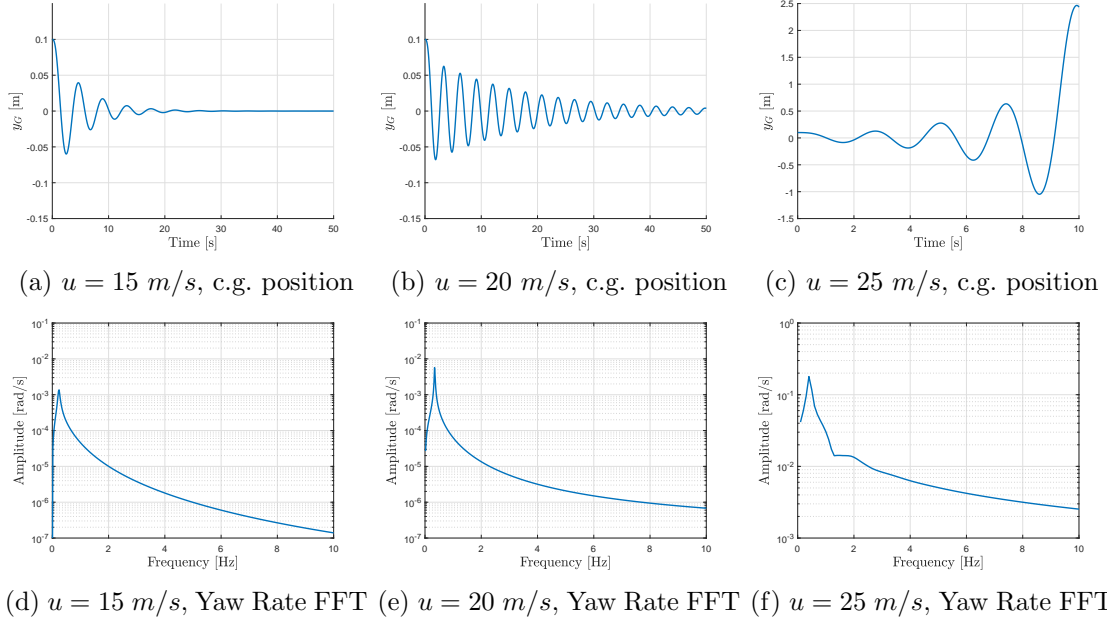 0.1
0.05
0
-0.05
-0.1
-0.15
0 10 20 30 40 50
y_G [m]
Time [s]
0.1
0.05
0
-0.05
-0.1
-0.15
0 10 20 30 40 50
y_G [m]
Time [s]
2.5
2
1.5
1
0.5
0
-0.5
-1
-1.5
0 2 4 6 8 10
y_G [m]
Time [s]
(a) u = 15 m/s, c.g. position
(b) u = 20 m/s, c.g. position
(c) u = 25 m/s, c.g. position
10^-1
10^-2
10^-3
10^-4
10^-5
10^-6
10^-7
0 2 4 6 8 10
Amplitude [rad/s]
Frequency [Hz]
10^-1
10^-2
10^-3
10^-4
10^-5
10^-6
10^-7
0 2 4 6 8 10
Amplitude [rad/s]
Frequency [Hz]
10^0
10^-1
10^-2
10^-3
0 2 4 6 8 10
Amplitude [rad/s]
Frequency [Hz]
(d) u = 15 m/s, Yaw Rate FFT
(e) u = 20 m/s, Yaw Rate FFT
(f) u = 25 m/s, Yaw Rate FFT